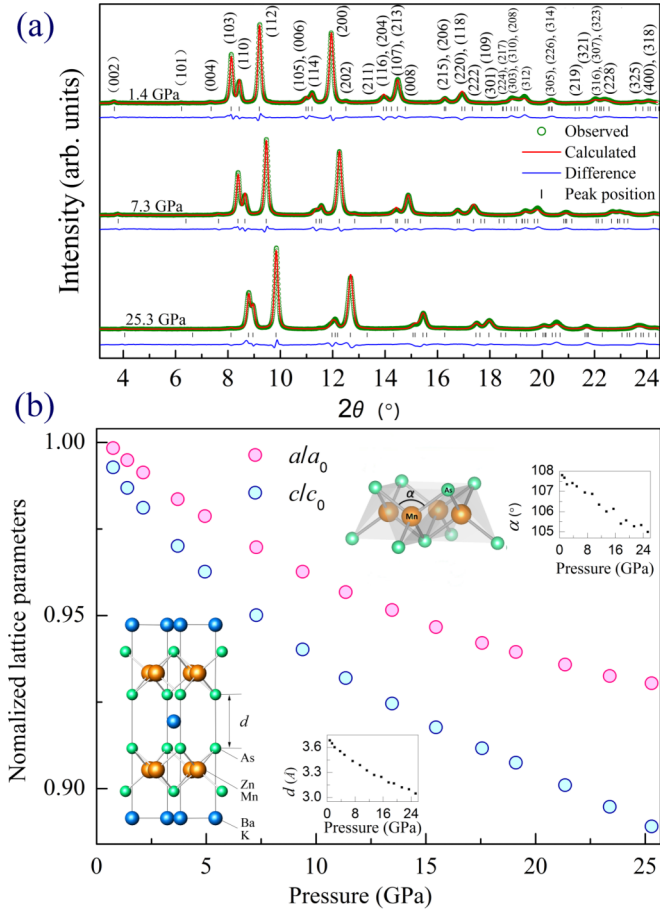 (a)
(002)
(101)
(004)
(103)
(110)
(112)
(105), (006)
(114)
(200)
(202)
(211)
(116), (204)
(107), (213)
(008)
(215), (206)
(220), (118)
(222)
(301) (109)
(224), (217)
(303), (310), (208)
(312)
(305), (226), (314)
(219)
(321)
(316), (307), (323)
(228)
(325)
(400), (318)
1.4 GPa
Observed
Calculated
Difference
Peak position
7.3 GPa
25.3 GPa
Intensity (arb. units)
4 6 8 10 12 14 16 18 20 22 24
2θ (°)
(b)
1.00
0.95
0.90
Nomalized lattice parameters
a/a0
c/c0
α
As
Mn
108
107
106
105
α (°)
0 8 16 24
Pressure (GPa)
d
As
Zn
Mn
Ba
K
3.6
3.3
3.0
d (A)
0 8 16 24
Pressure (GPa)
0 5 10 15 20 25
Pressure (GPa)